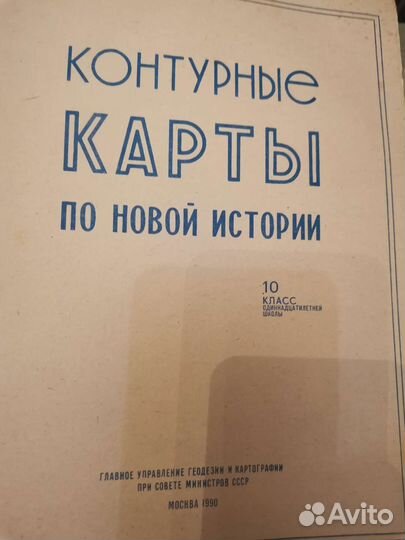 КОНТУРНЫЕ
КАРТЫ
ПО НОВОЙ ИСТОРИИ
10
КЛАСС
ОДИННАДЦАТИЛЕТНЕЙ
ШКОЛЫ
ГЛАВНОЕ УПРАВЛЕНИЕ ГЕОДЕЗИИ И КАРТОГРАФИИ
ПРИ СОВЕТЕ МИНИСТРОВ СССР
МОСКВА 1990
Avito